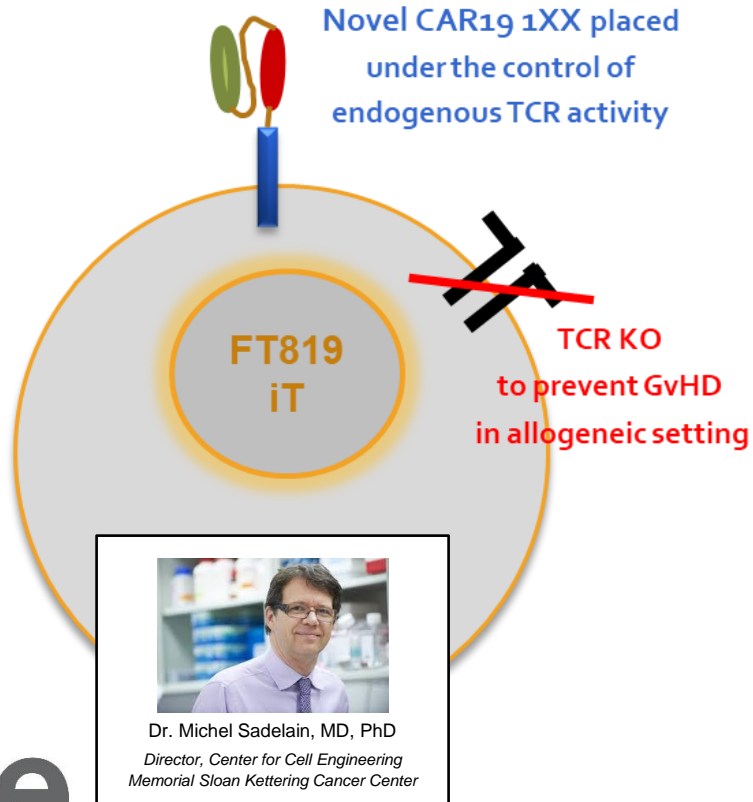 Novel CAR19 1XX placed
under the control of
endogenous TCR activity
FT819
iT
TCR KO
to prevent GvHD
in allogeneic setting
Dr. Michel Sadelain, MD, PhD
Director, Center for Cell Engineering
Memorial Sloan Kettering Cancer Center
e